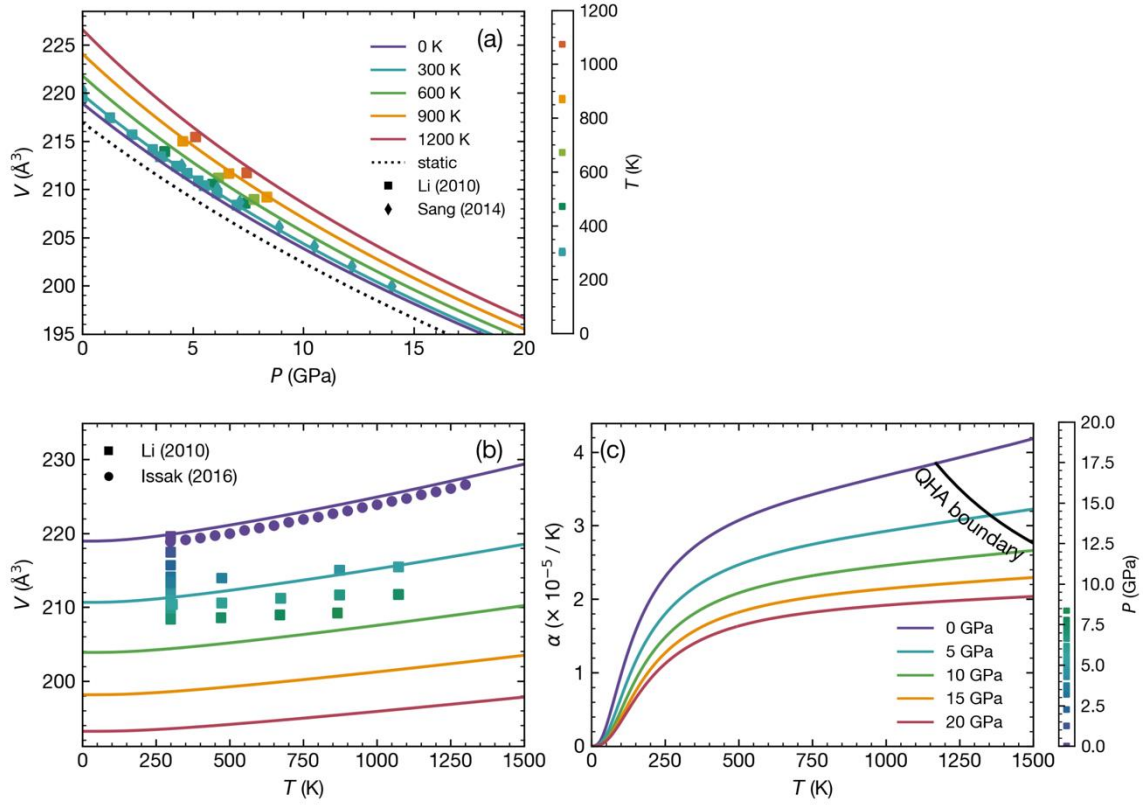 (a)
225
220
215
210
205
200
195
V (Å³)
0
5
10
15
20
P (GPa)
0 K
300 K
600 K
900 K
1200 K
static
Li (2010)
Sang (2014)
1200
1000
800
600
400
200
0
T (K)
(b)
Li (2010)
Issak (2016)
230
220
210
200
V (Å³)
0
250
500
750
1000
1250
1500
T (K)
(c)
QHA boundary
4
3
2
1
0
α (× 10⁻⁵ / K)
0 GPa
5 GPa
10 GPa
15 GPa
20 GPa
0
250
500
750
1000
1250
1500
T (K)
20.0
17.5
15.0
12.5
10.0
7.5
5.0
2.5
0.0
P (GPa)